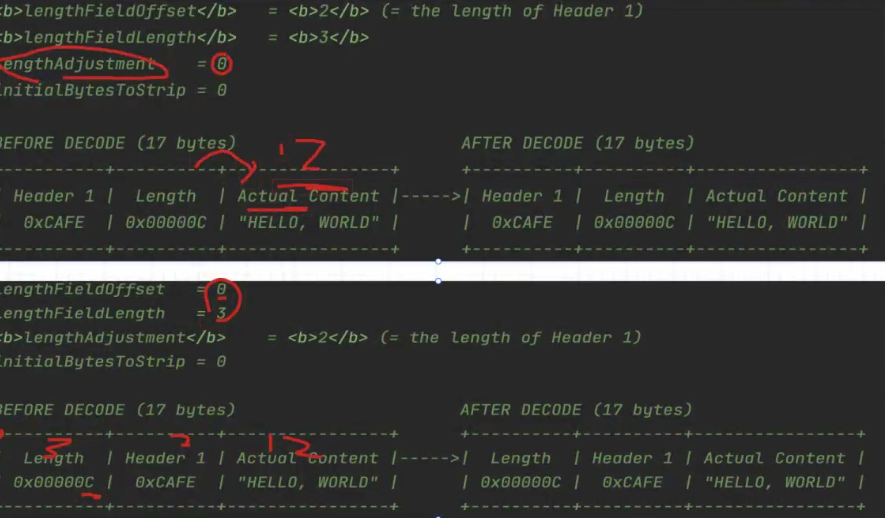 <b>lengthFieldOffset</b>   = <b>2</b> (= the length of Header 1)
<b>lengthFieldLength</b>   = <b>3</b>
lengthAdjustment    = 0
initialBytesToStrip = 0
BEFORE DECODE (17 bytes)                      AFTER DECODE (17 bytes)
12
----------+----------+----------------+      +----------+----------+----------------+
Header 1 |  Length  | Actual Content |----->| Header 1 |  Length  | Actual Content |
0xCAFE  | 0x00000C | "HELLO, WORLD" |      |  0xCAFE  | 0x00000C | "HELLO, WORLD" |
----------+----------+----------------+      +----------+----------+----------------+
lengthFieldOffset   = 0
lengthFieldLength   = 3
<b>lengthAdjustment</b>    = <b>2</b> (= the length of Header 1)
initialBytesToStrip = 0
BEFORE DECODE (17 bytes)                      AFTER DECODE (17 bytes)
----------+----------+----------------+      +----------+----------+----------------+
3 2 12
Length  | Header 1 | Actual Content |----->|  Length  | Header 1 | Actual Content |
0x00000C |  0xCAFE  | "HELLO, WORLD" |      | 0x00000C |  0xCAFE  | "HELLO, WORLD" |
----------+----------+----------------+      +----------+----------+----------------+